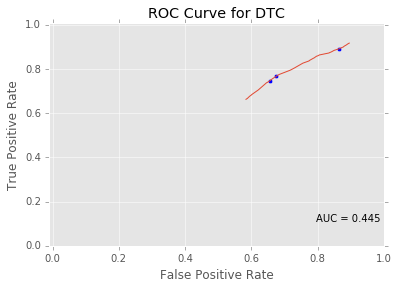 ROC Curve for DTC
1.0
0.8
0.6
0.4
0.2
0.0
True Positive Rate
AUC = 0.445
0.0 0.2 0.4 0.6 0.8 1.0
False Positive Rate